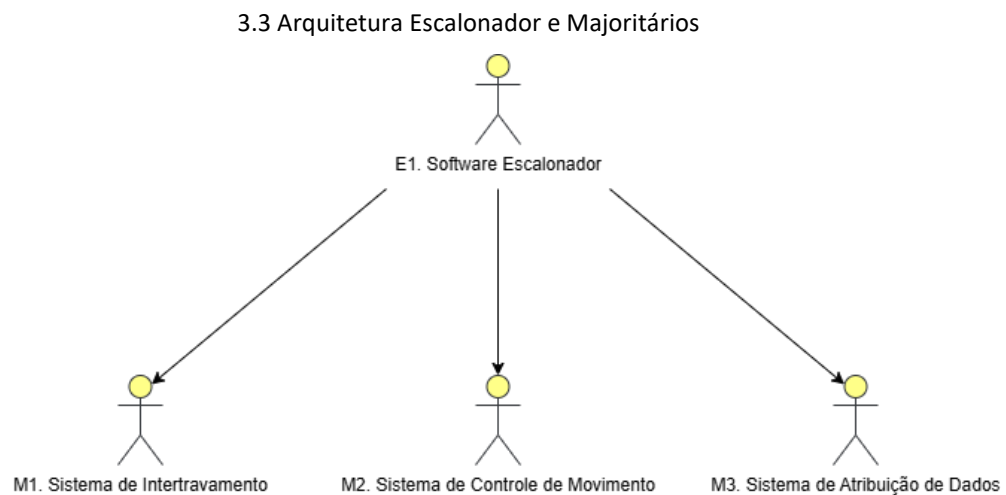 3.3 Arquitetura Escalonador e Majoritários
E1. Software Escalonador
M1. Sistema de Intertravamento
M2. Sistema de Controle de Movimento
M3. Sistema de Atribuição de Dados